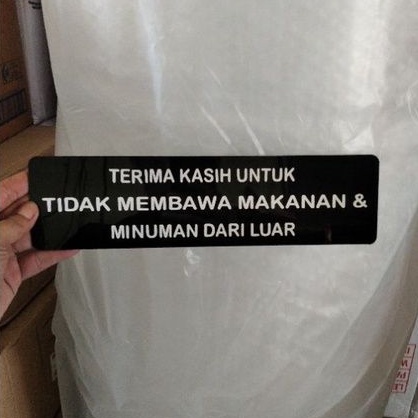 TERIMA KASIH UNTUK
TIDAK MEMBAWA MAKANAN &
MINUMAN DARI LUAR